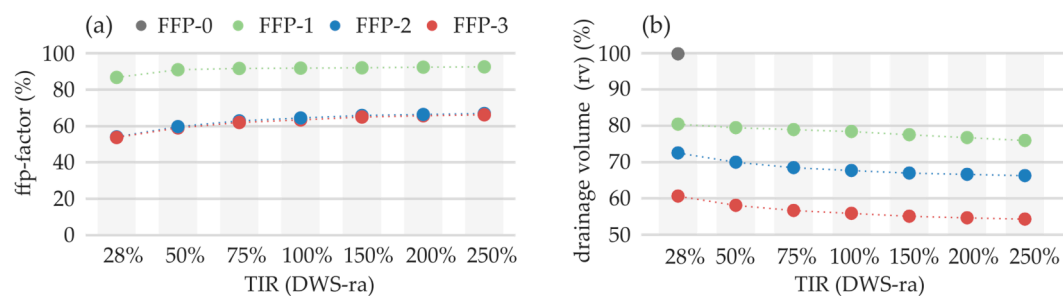 (a) FFP-0 FFP-1 FFP-2 FFP-3
ffp-factor (%)
100
80
60
40
20
0
28% 50% 75% 100% 150% 200% 250%
TIR (DWS-ra)
(b)
drainage volume (rv) (%)
100
90
80
70
60
50
28% 50% 75% 100% 150% 200% 250%
TIR (DWS-ra)